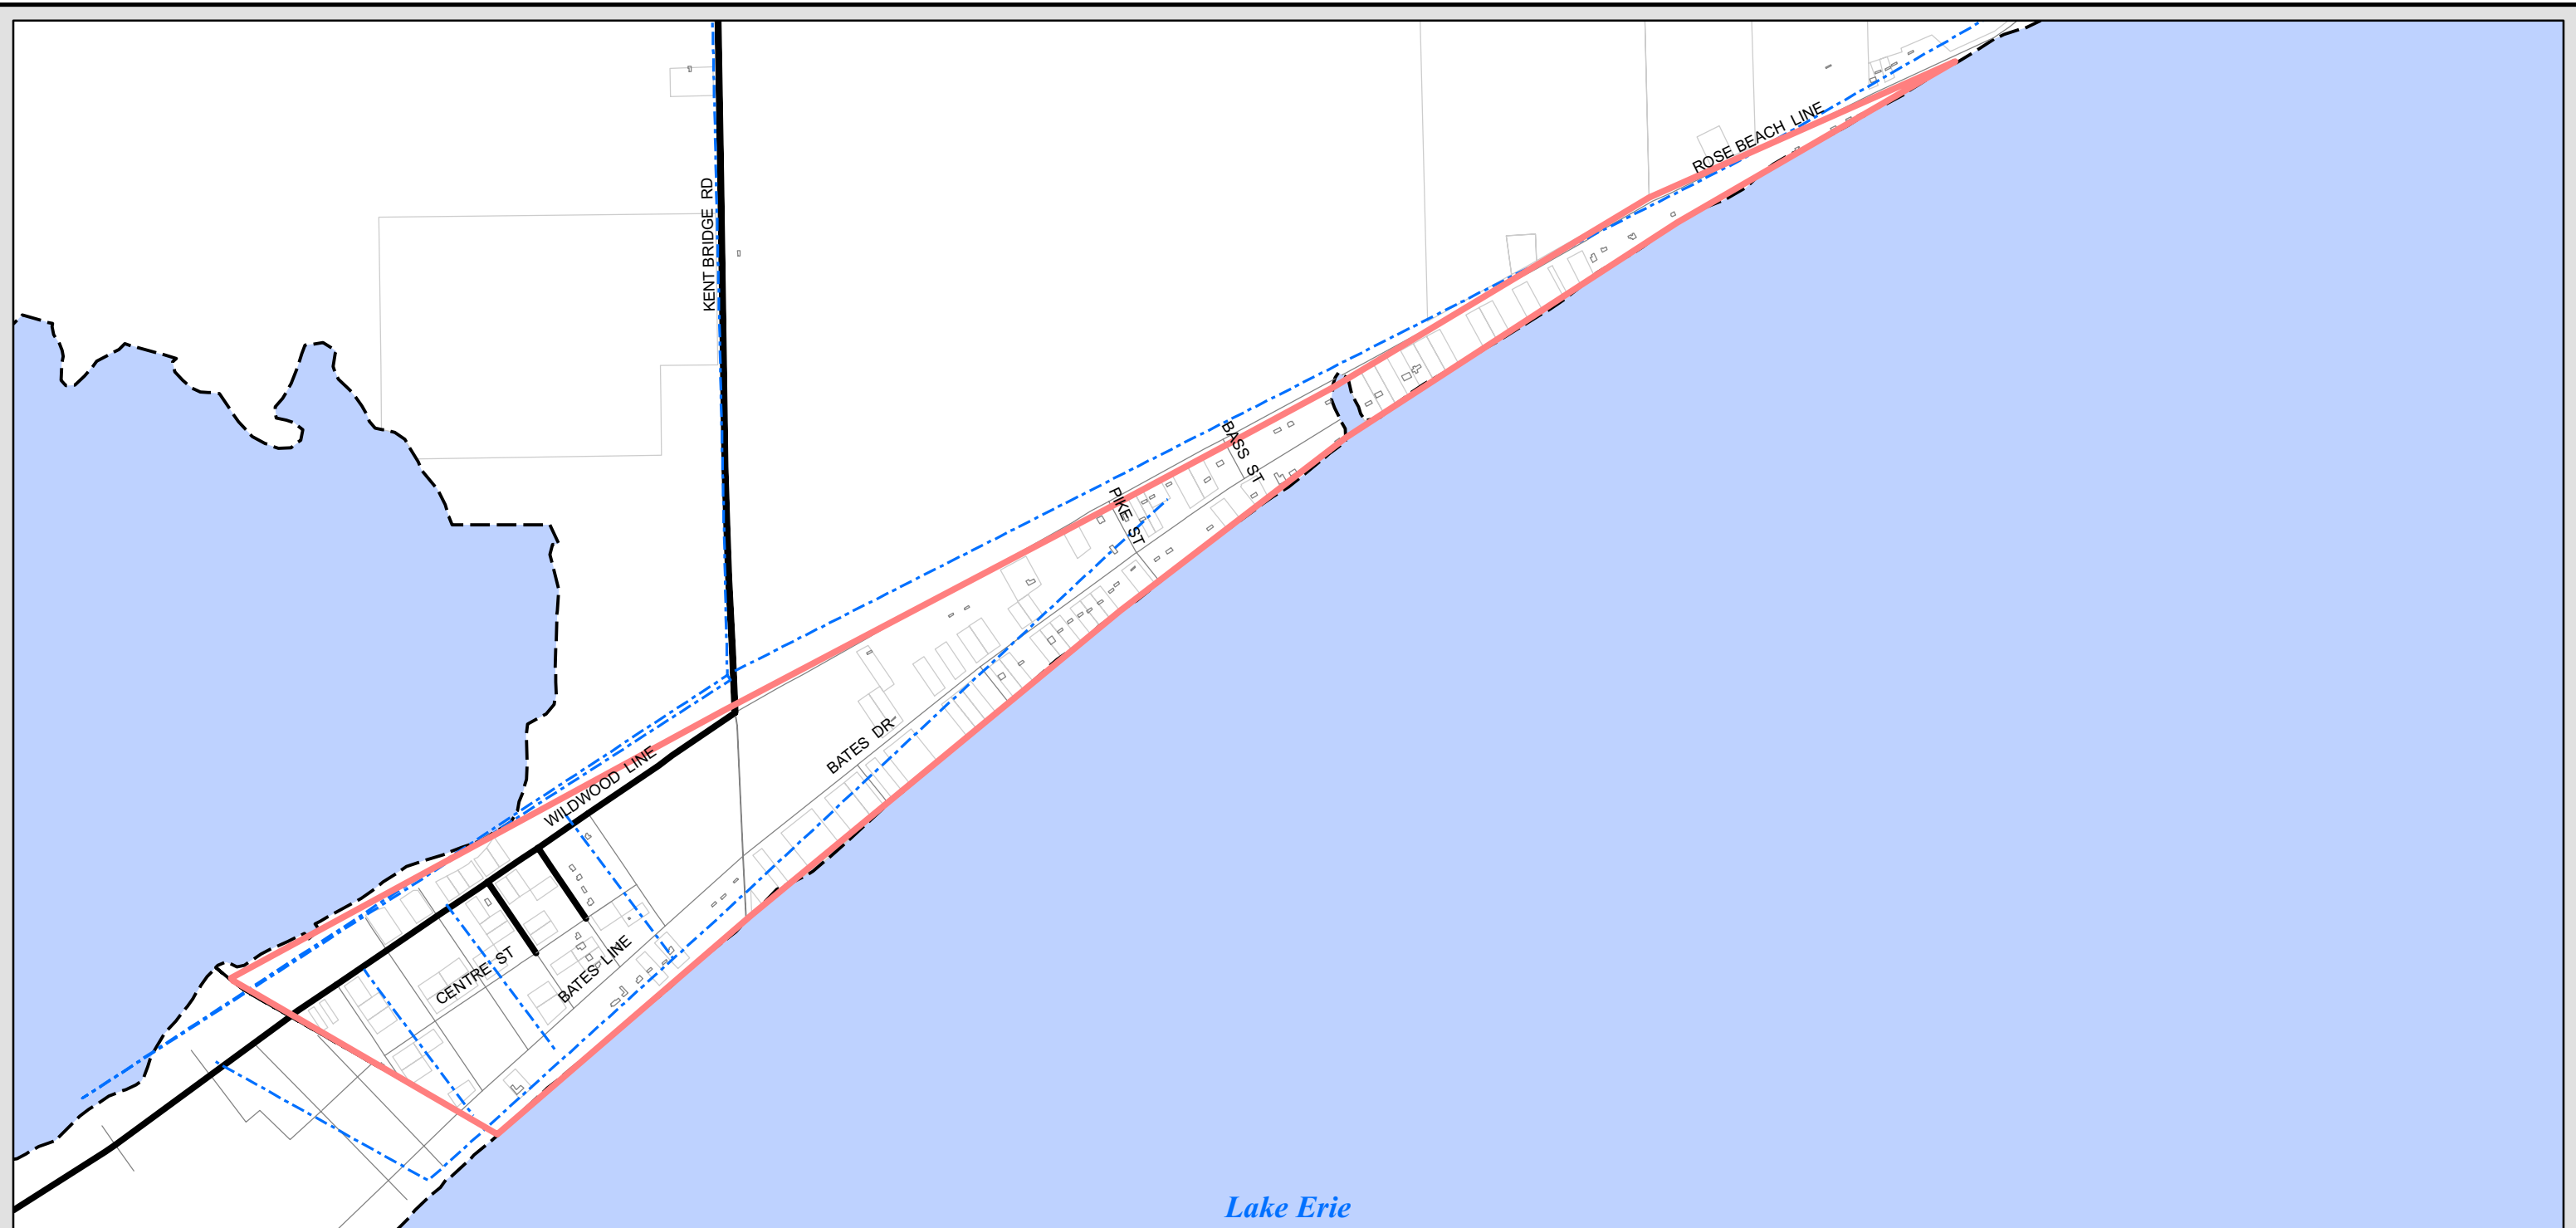 ROSE BEACH LINE
KENT BRIDGE RD
BASS ST
PIKE ST
BATES DR
WILDWOOD LINE
CENTRE ST
BATES LINE
Lake Erie